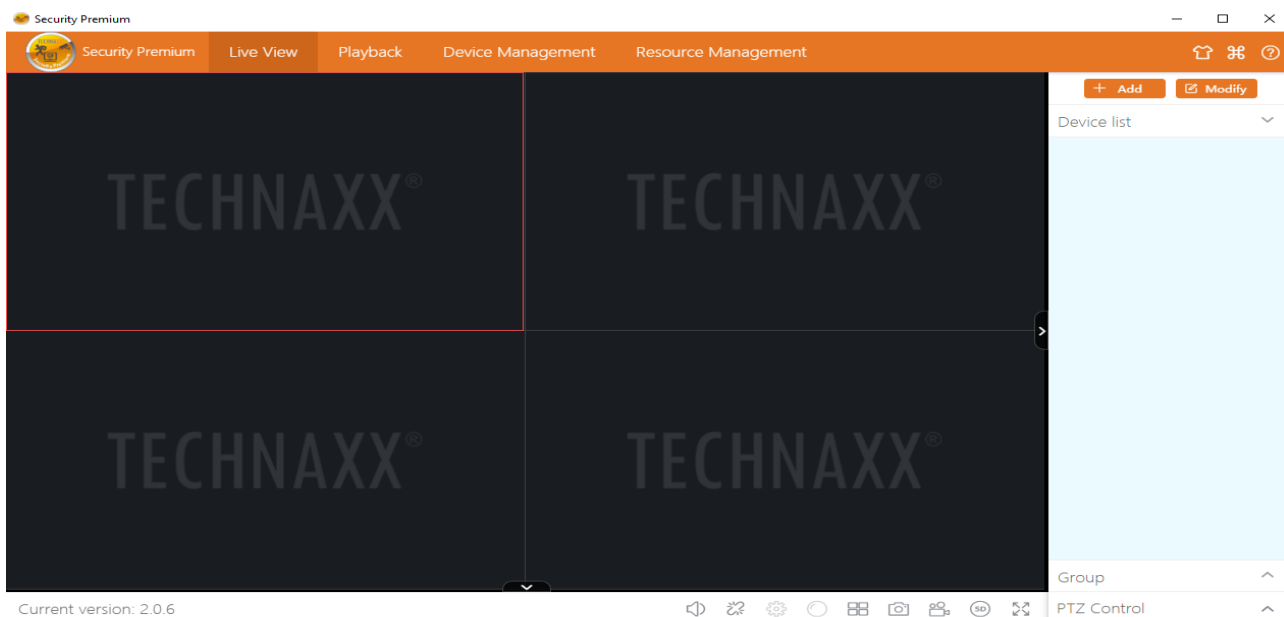 Security Premium
Security Premium Live View Playback Device Management Resource Management
+ Add Modify
Device list
TECHNAXX® TECHNAXX®
TECHNAXX® TECHNAXX®
Group
Current version: 2.0.6 SD PTZ Control